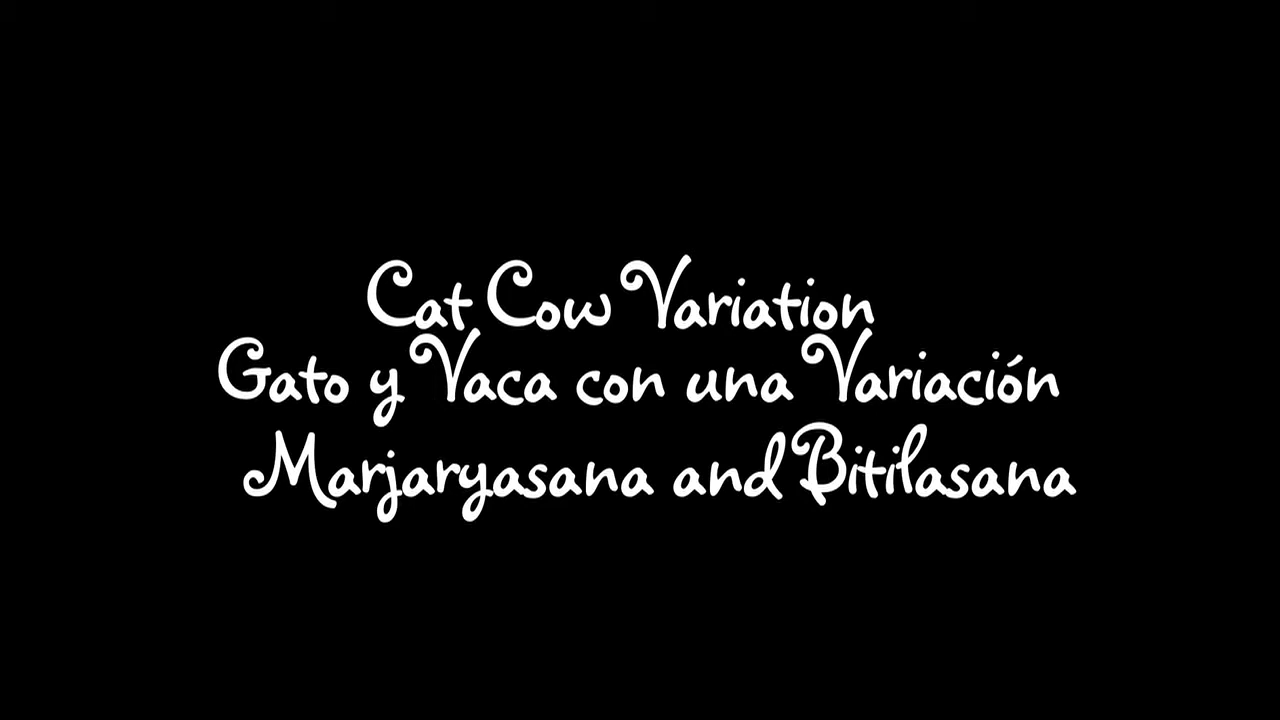 Cat Cow Variation
Gato y Vaca con una Variación
Marjaryasana and Bitilasana